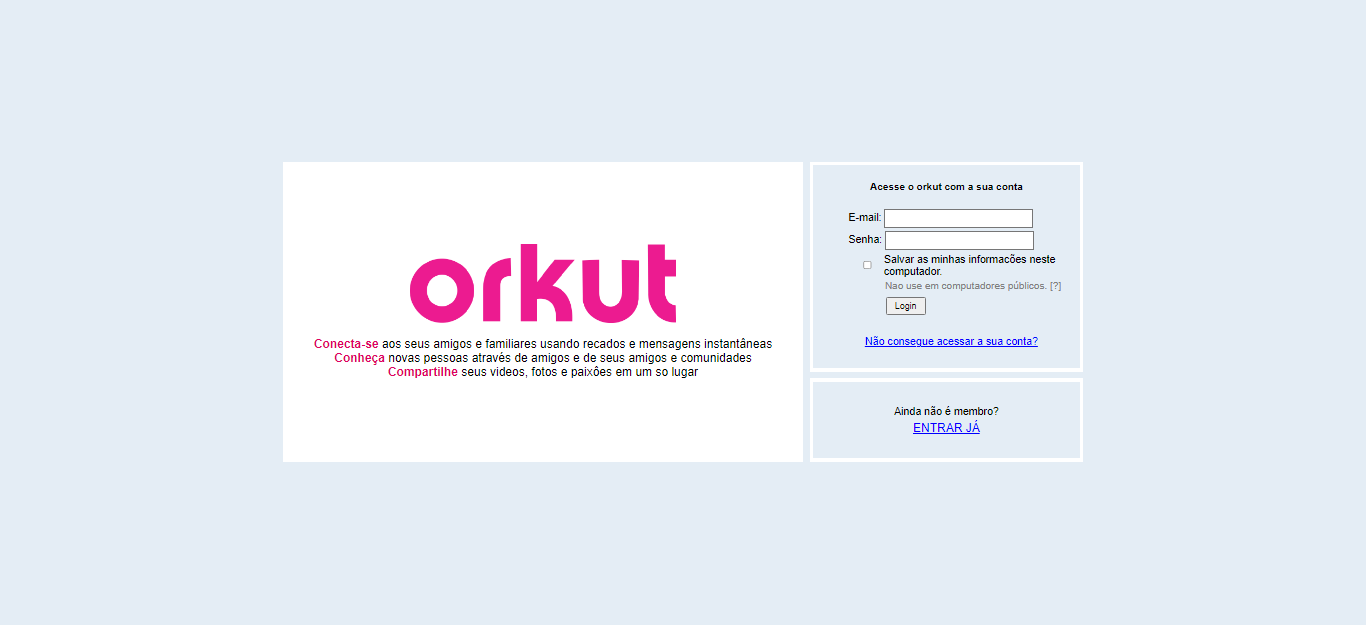 orkut
Conecta-se aos seus amigos e familiares usando recados e mensagens instantâneas
Conheça novas pessoas através de amigos e de seus amigos e comunidades
Compartilhe seus videos, fotos e paixôes em um so lugar
Acesse o orkut com a sua conta
E-mail:
Senha:
Salvar as minhas informacões neste
computador.
Nao use em computadores públicos. [?]
Login
Não consegue acessar a sua conta?
Ainda não é membro?
ENTRAR JÁ